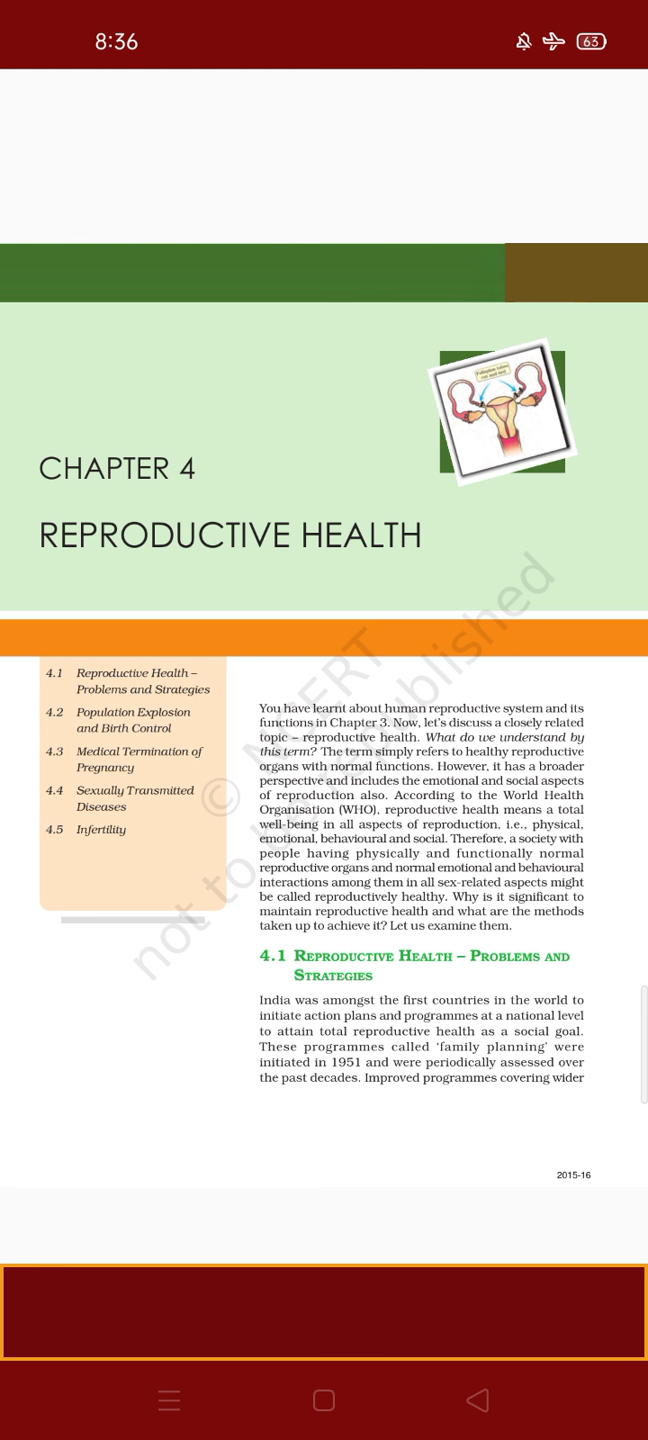 8:36
63
Fallopian tubes
cut and tied
CHAPTER 4
REPRODUCTIVE HEALTH
4.1 Reproductive Health –
Problems and Strategies
4.2 Population Explosion
and Birth Control
4.3 Medical Termination of
Pregnancy
4.4 Sexually Transmitted
Diseases
4.5 Infertility
You have learnt about human reproductive system and its
functions in Chapter 3. Now, let's discuss a closely related
topic – reproductive health. What do we understand by
this term? The term simply refers to healthy reproductive
organs with normal functions. However, it has a broader
perspective and includes the emotional and social aspects
of reproduction also. According to the World Health
Organisation (WHO), reproductive health means a total
well-being in all aspects of reproduction, i.e., physical,
emotional, behavioural and social. Therefore, a society with
people having physically and functionally normal
reproductive organs and normal emotional and behavioural
interactions among them in all sex-related aspects might
be called reproductively healthy. Why is it significant to
maintain reproductive health and what are the methods
taken up to achieve it? Let us examine them.
4.1 REPRODUCTIVE HEALTH – PROBLEMS AND
STRATEGIES
India was amongst the first countries in the world to
initiate action plans and programmes at a national level
to attain total reproductive health as a social goal.
These programmes called 'family planning' were
initiated in 1951 and were periodically assessed over
the past decades. Improved programmes covering wider
© NCERT
not to be republished
2015-16